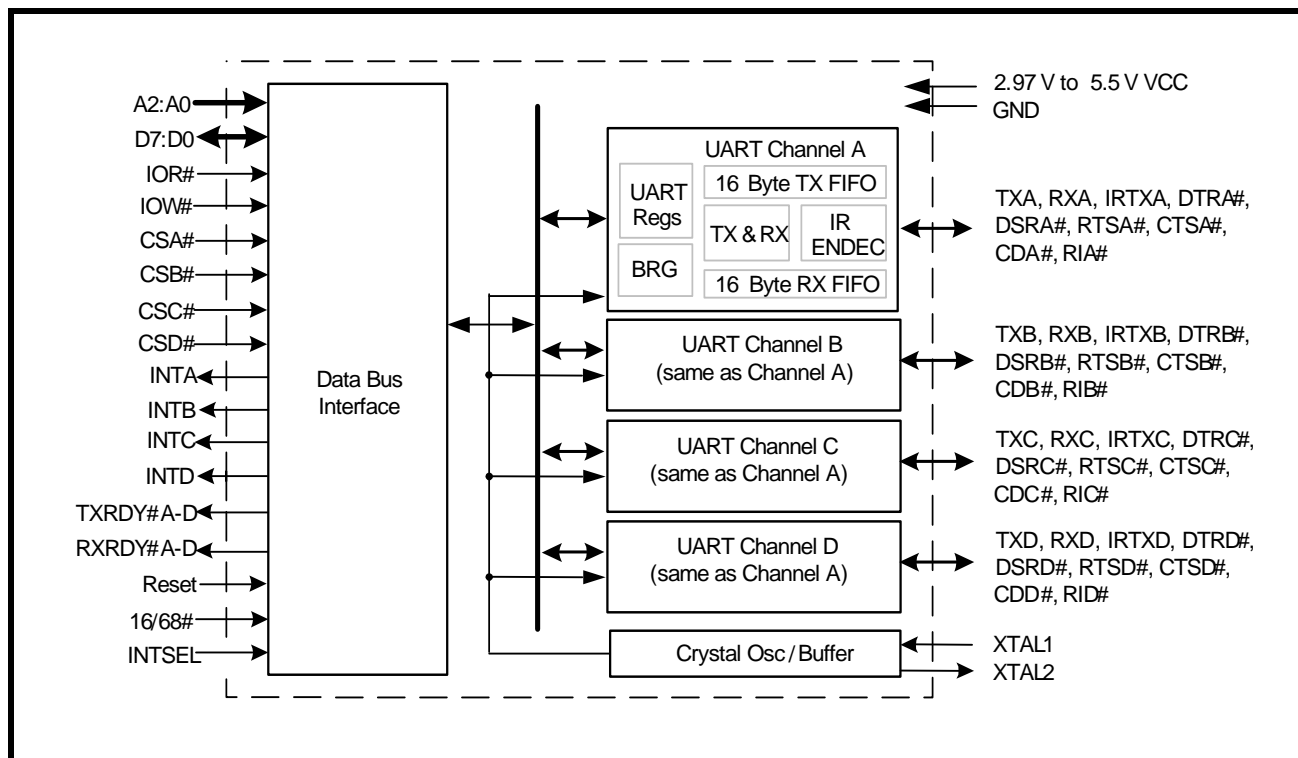 A2:A0
D7:D0
IOR#
IOW#
CSA#
CSB#
CSC#
CSD#
INTA
INTB
INTC
INTD
TXRDY# A-D
RXRDY# A-D
Reset
16/68#
INTSEL
Data Bus
Interface
UART Channel A
UART
Regs
BRG
16 Byte TX FIFO
TX & RX
IR
ENDEC
16 Byte RX FIFO
UART Channel B
(same as Channel A)
UART Channel C
(same as Channel A)
UART Channel D
(same as Channel A)
Crystal Osc / Buffer
2.97 V to 5.5 V VCC
GND
TXA, RXA, IRTXA, DTRA#,
DSRA#, RTSA#, CTSA#,
CDA#, RIA#
TXB, RXB, IRTXB, DTRB#,
DSRB#, RTSB#, CTSB#,
CDB#, RIB#
TXC, RXC, IRTXC, DTRC#,
DSRC#, RTSC#, CTSC#,
CDC#, RIC#
TXD, RXD, IRTXD, DTRD#,
DSRD#, RTSD#, CTSD#,
CDD#, RID#
XTAL1
XTAL2